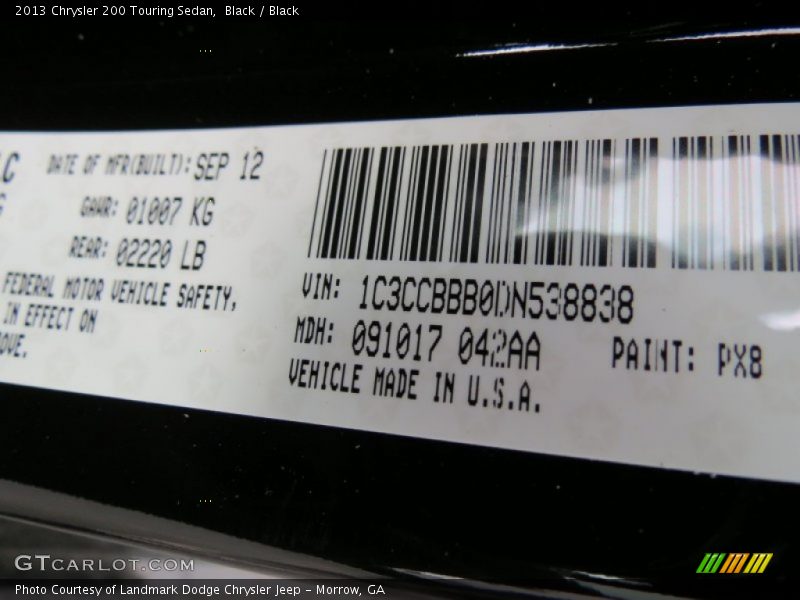 2013 Chrysler 200 Touring Sedan, Black / Black
LC
DATE OF MFR(BUILT): SEP 12
GAWR: 01007 KG
REAR: 02220 LB
FEDERAL MOTOR VEHICLE SAFETY,
IN EFFECT ON
OVE.
VIN: 1C3CCBBB0DN538838
MDH: 091017 042AA
PAINT: PX8
VEHICLE MADE IN U.S.A.
GTCARLOT.COM
Photo Courtesy of Landmark Dodge Chrysler Jeep – Morrow, GA